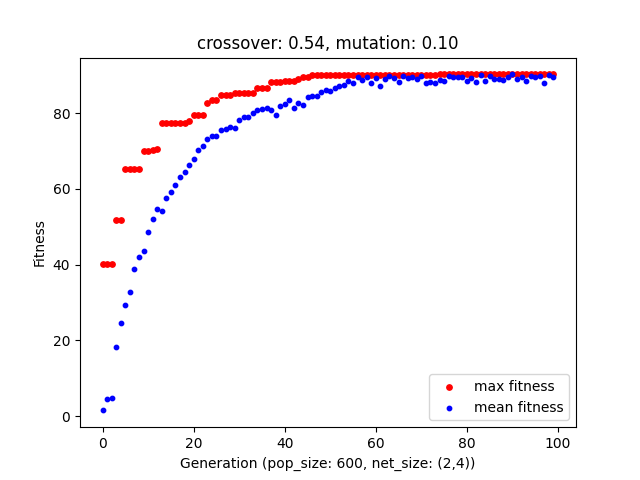 crossover: 0.54, mutation: 0.10
Fitness
80
60
40
20
0
max fitness
mean fitness
0 20 40 60 80 100
Generation (pop_size: 600, net_size: (2,4))